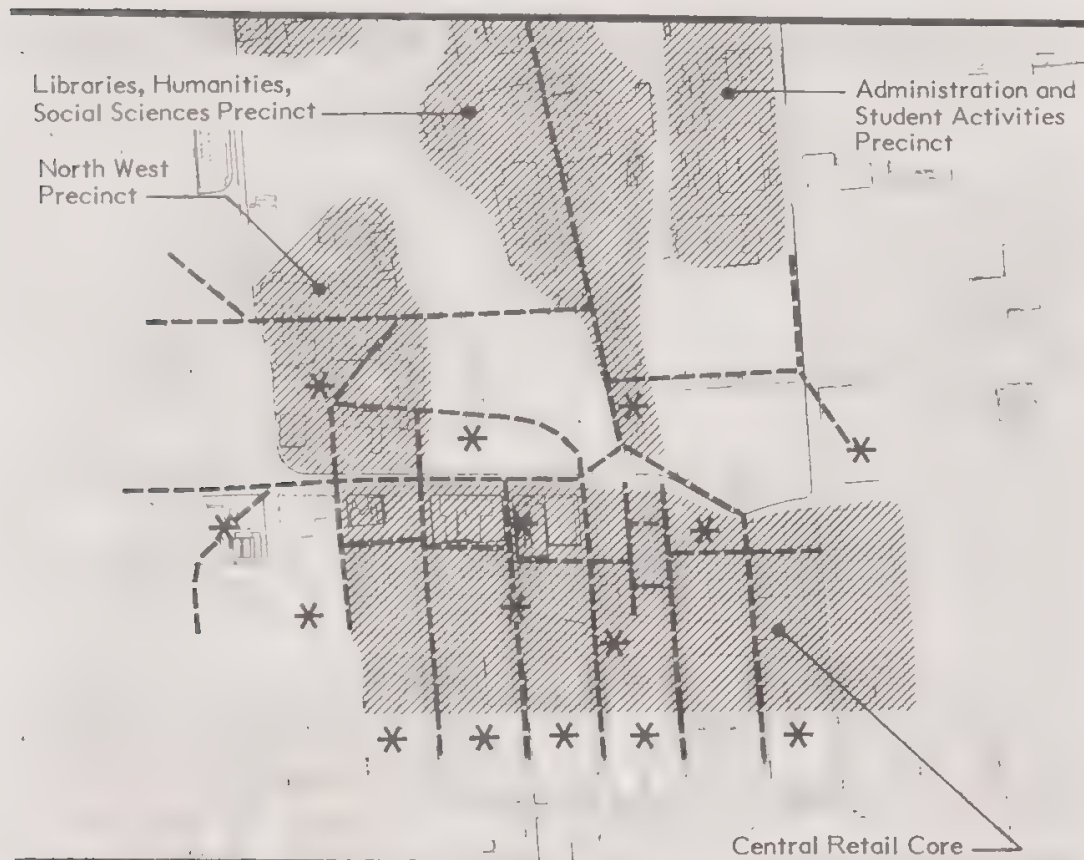 Libraries, Humanities,
Social Sciences Precinct
Administration and
Student Activities
Precinct
North West
Precinct
Central Retail Core